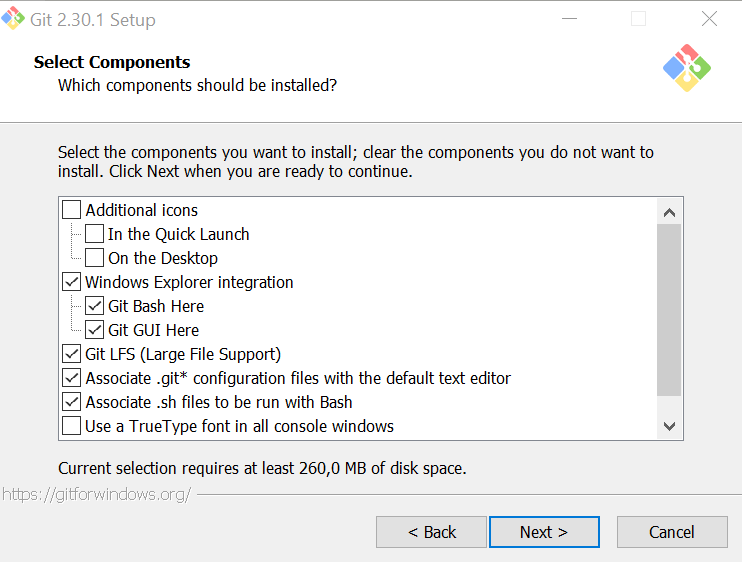 Git 2.30.1 Setup
Select Components
Which components should be installed?
Select the components you want to install; clear the components you do not want to
install. Click Next when you are ready to continue.
Additional icons
In the Quick Launch
On the Desktop
Windows Explorer integration
Git Bash Here
Git GUI Here
Git LFS (Large File Support)
Associate .git* configuration files with the default text editor
Associate .sh files to be run with Bash
Use a TrueType font in all console windows
Current selection requires at least 260,0 MB of disk space.
https://gitforwindows.org/
< Back
Next >
Cancel